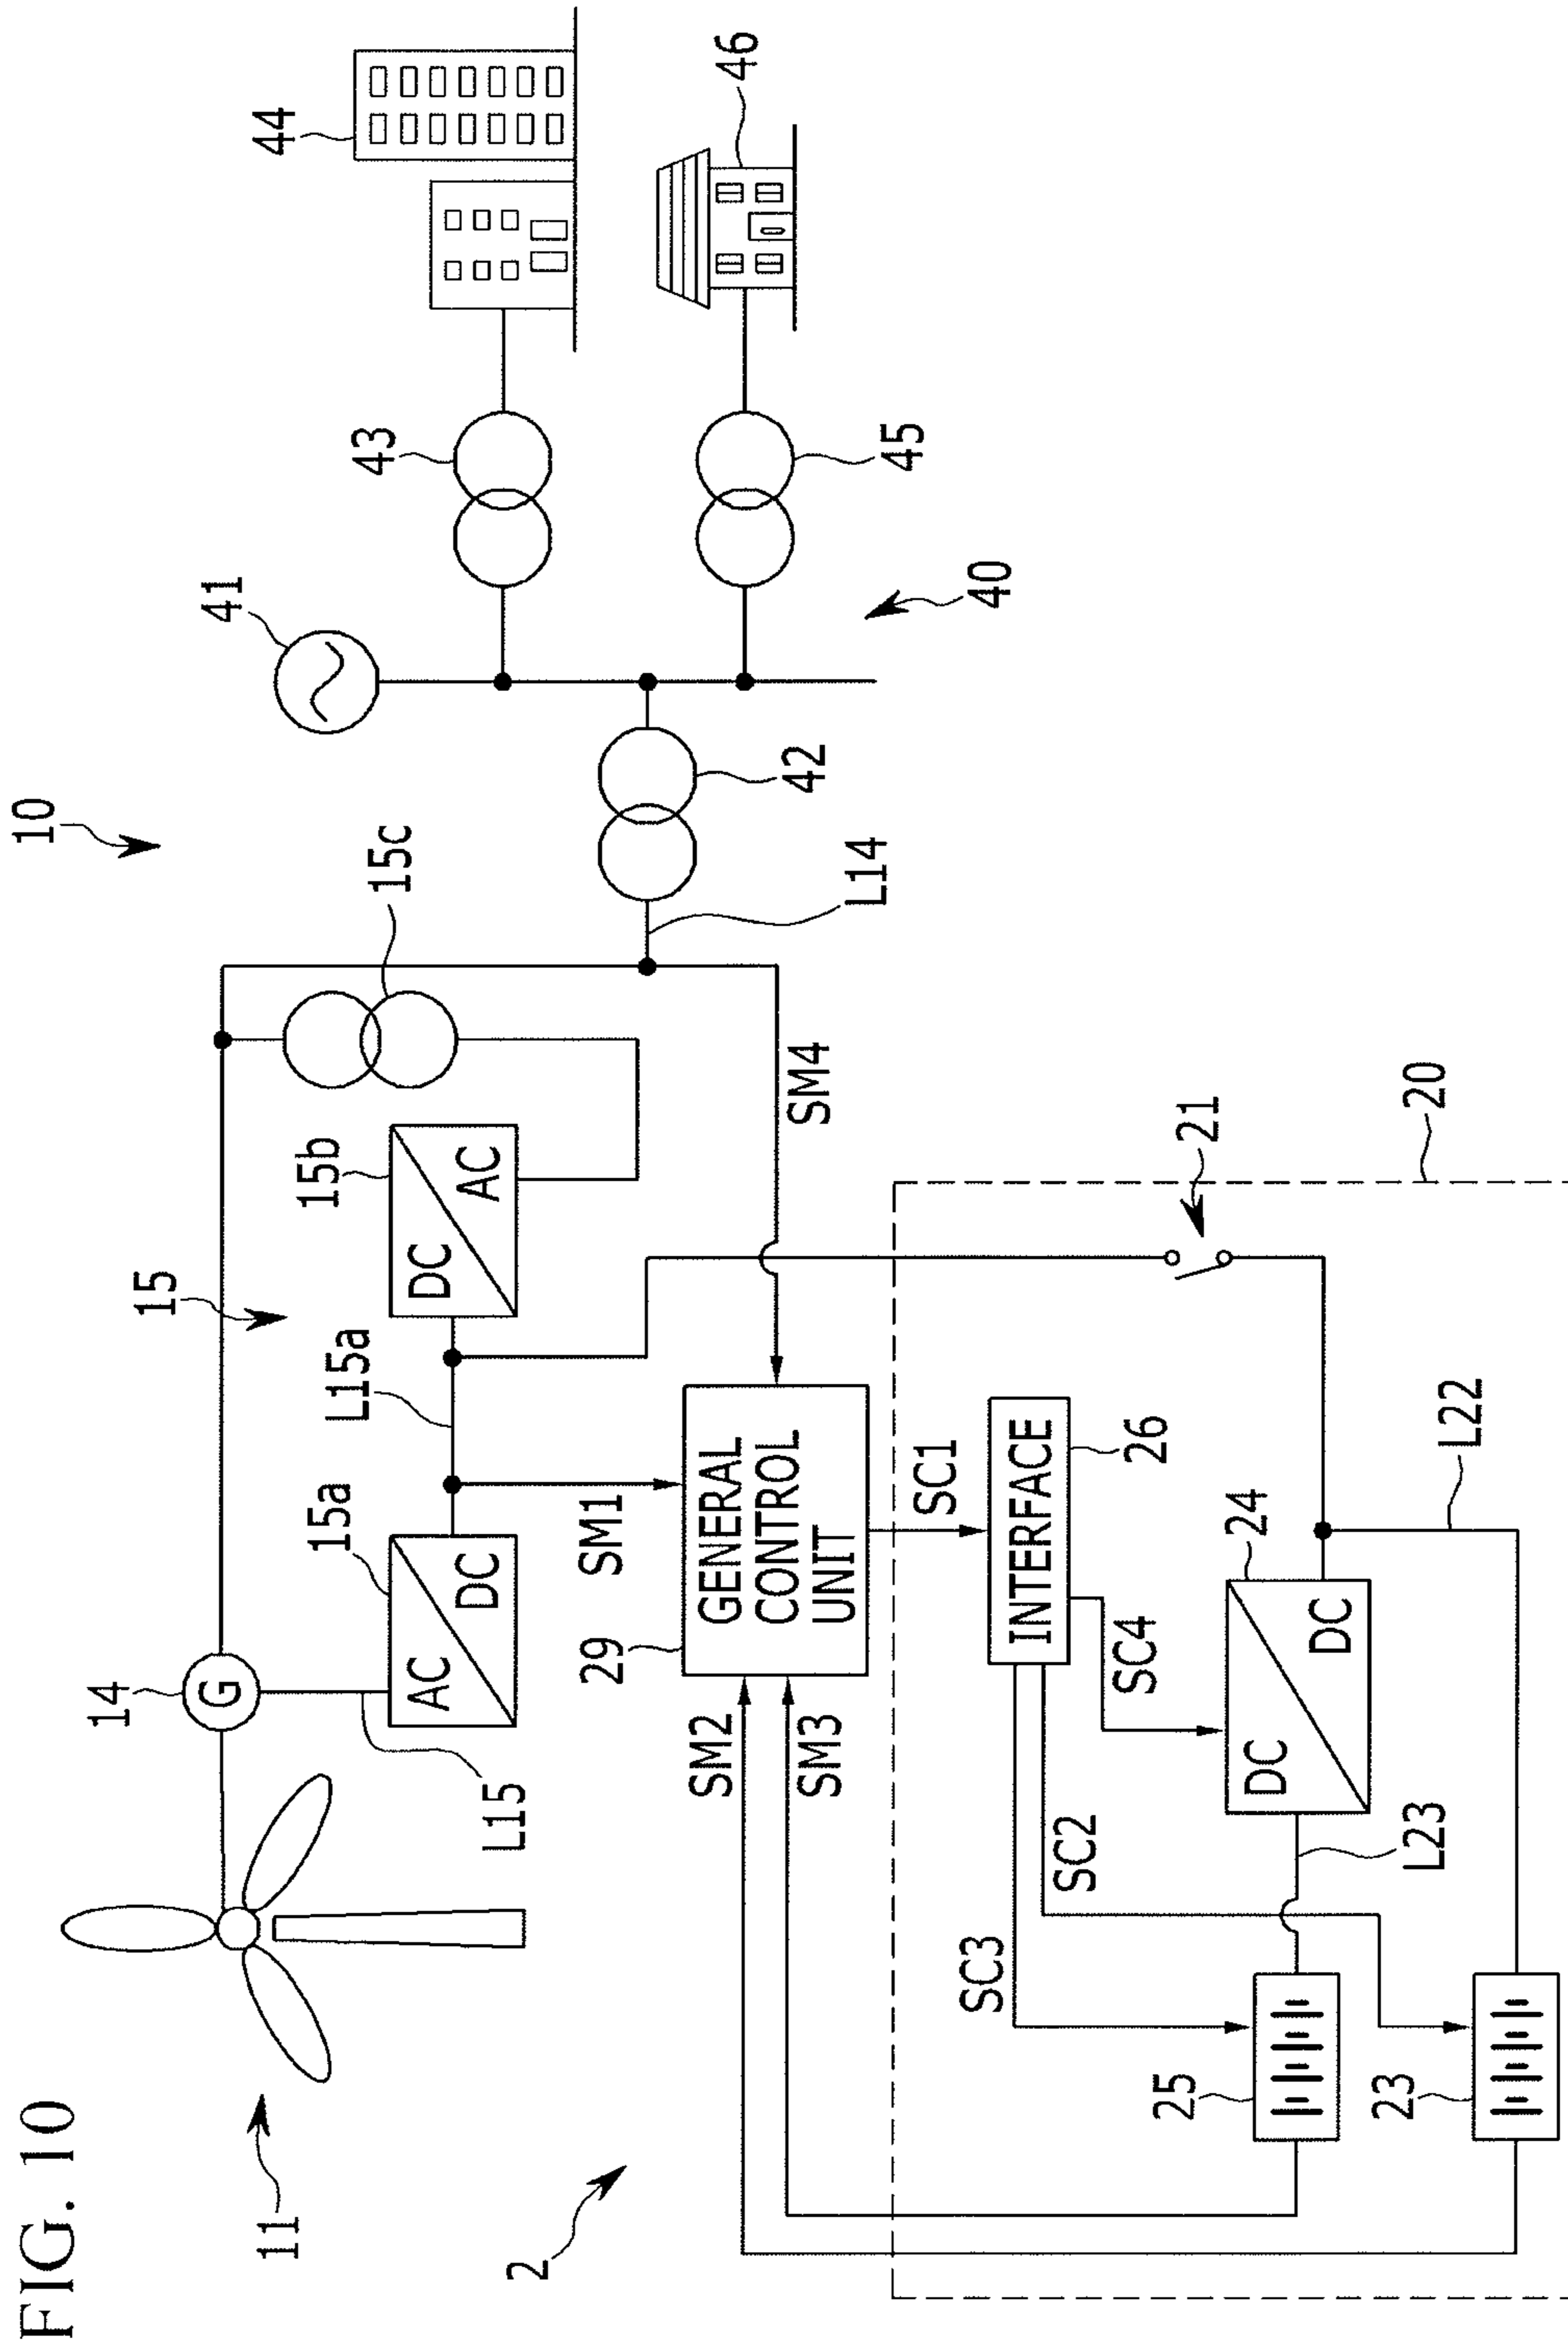 FIG. 10
10
11
2
14
G
15
15a
AC
DC
L15
L15a
15b
DC
AC
15c
L14
41
42
43
44
45
46
40
SM1
SM2
SM3
SM4
29
GENERAL
CONTROL
UNIT
SC1
20
21
INTERFACE
26
SC2
SC3
SC4
24
DC
DC
L22
L23
25
23